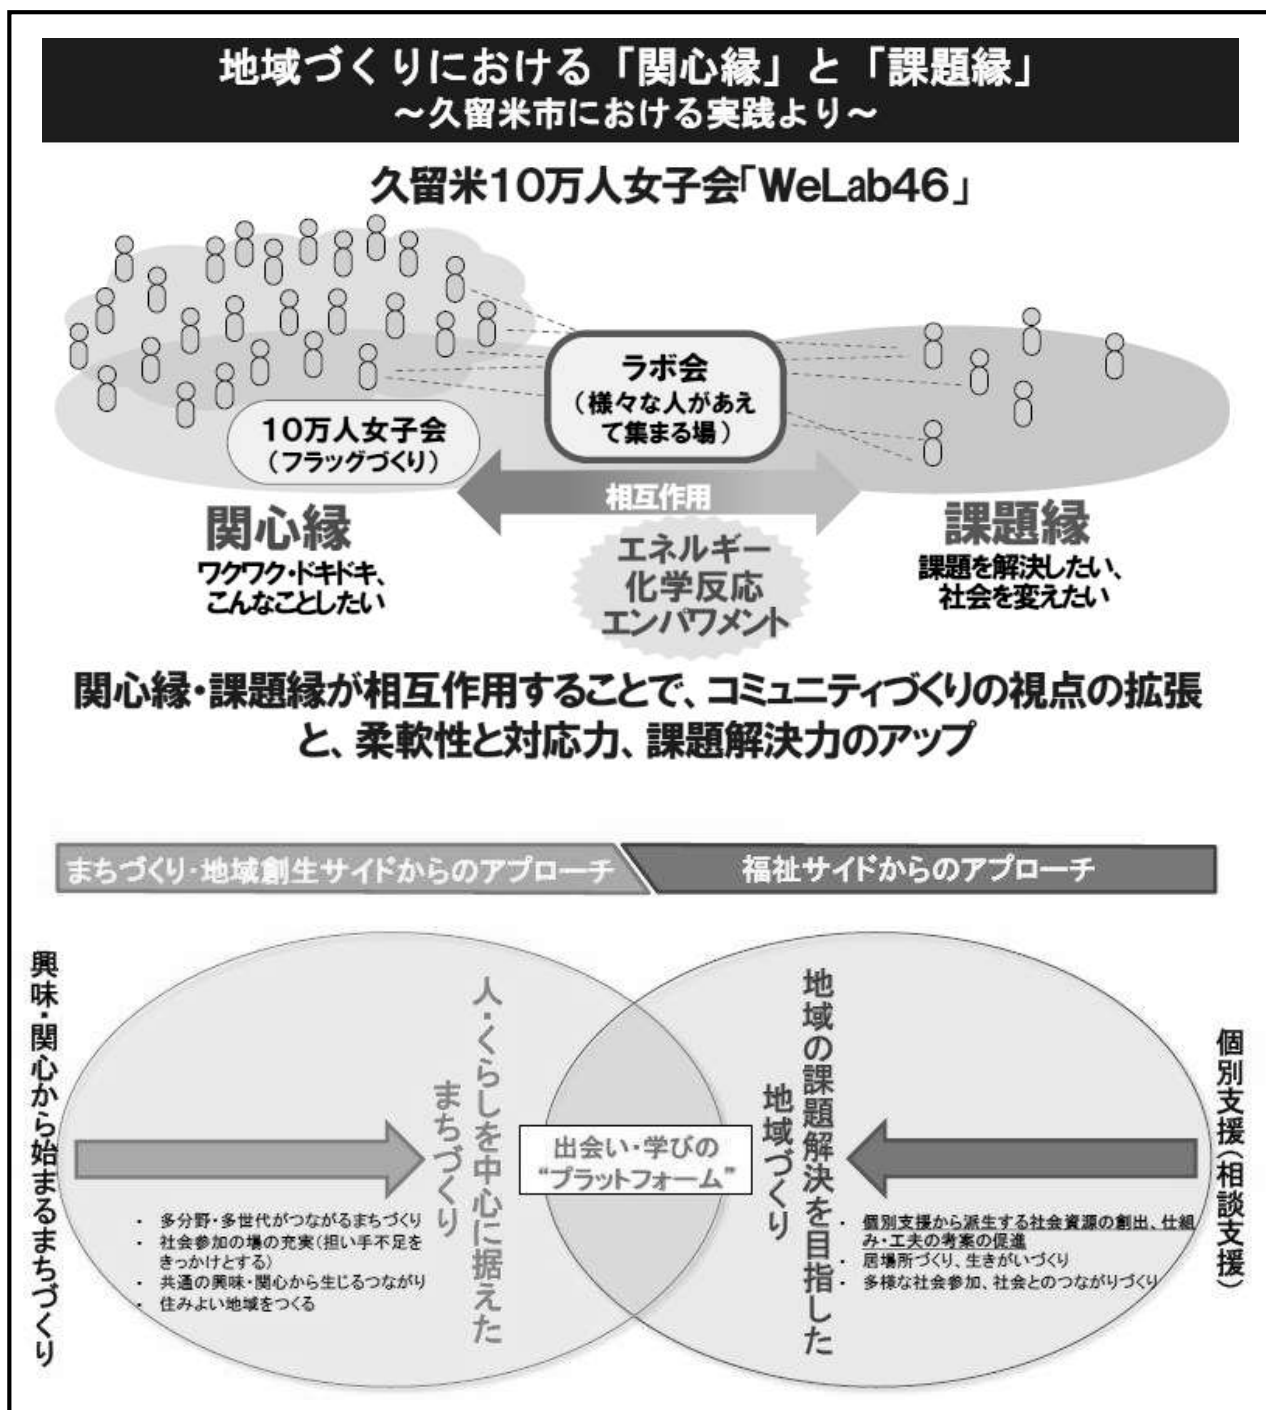 地域づくりにおける「関心縁」と「課題縁」
～久留米市における実践より～
久留米10万人女子会「WeLab46」
ラボ会
（様々な人があえ
て集まる場）
10万人女子会
（フラッグづくり）
相互作用
関心縁
ワクワク・ドキドキ、
こんなことしたい
エネルギー
化学反応
エンパワメント
課題縁
課題を解決したい、
社会を変えたい
関心縁・課題縁が相互作用することで、コミュニティづくりの視点の拡張
と、柔軟性と対応力、課題解決力のアップ
まちづくり・地域創生サイドからのアプローチ
福祉サイドからのアプローチ
興味・関心から始まるまちづくり
人・くらしを中心に据えた
まちづくり
出会い・学びの
“プラットフォーム”
地域の課題解決を目指した
地域づくり
個別支援（相談支援）
・ 多分野・多世代がつながるまちづくり
・ 社会参加の場の充実（担い手不足を
きっかけとする）
・ 共通の興味・関心から生じるつながり
・ 住みよい地域をつくる
・ 個別支援から派生する社会資源の創出、仕組
み・工夫の考案の促進
・ 居場所づくり、生きがいづくり
・ 多様な社会参加、社会とのつながりづくり